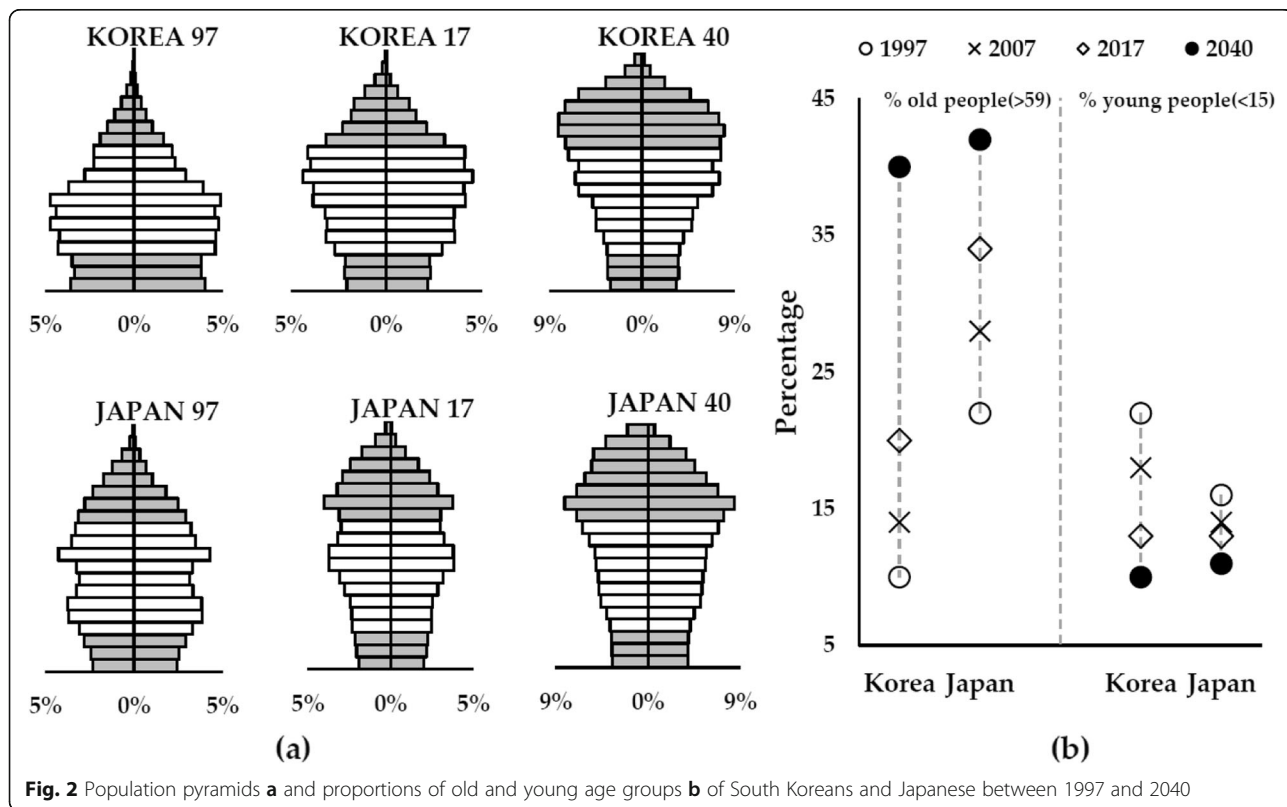 KOREA 97 KOREA 17 KOREA 40
5% 0% 5% 5% 0% 5% 9% 0% 9%
JAPAN 97 JAPAN 17 JAPAN 40
5% 0% 5% 5% 0% 5% 9% 0% 9%
(a)
1997 2007 2017 2040
% old people(>59) % young people(<15)
Percentage
45
35
25
15
5
Korea Japan Korea Japan
(b)
Fig. 2 Population pyramids a and proportions of old and young age groups b of South Koreans and Japanese between 1997 and 2040